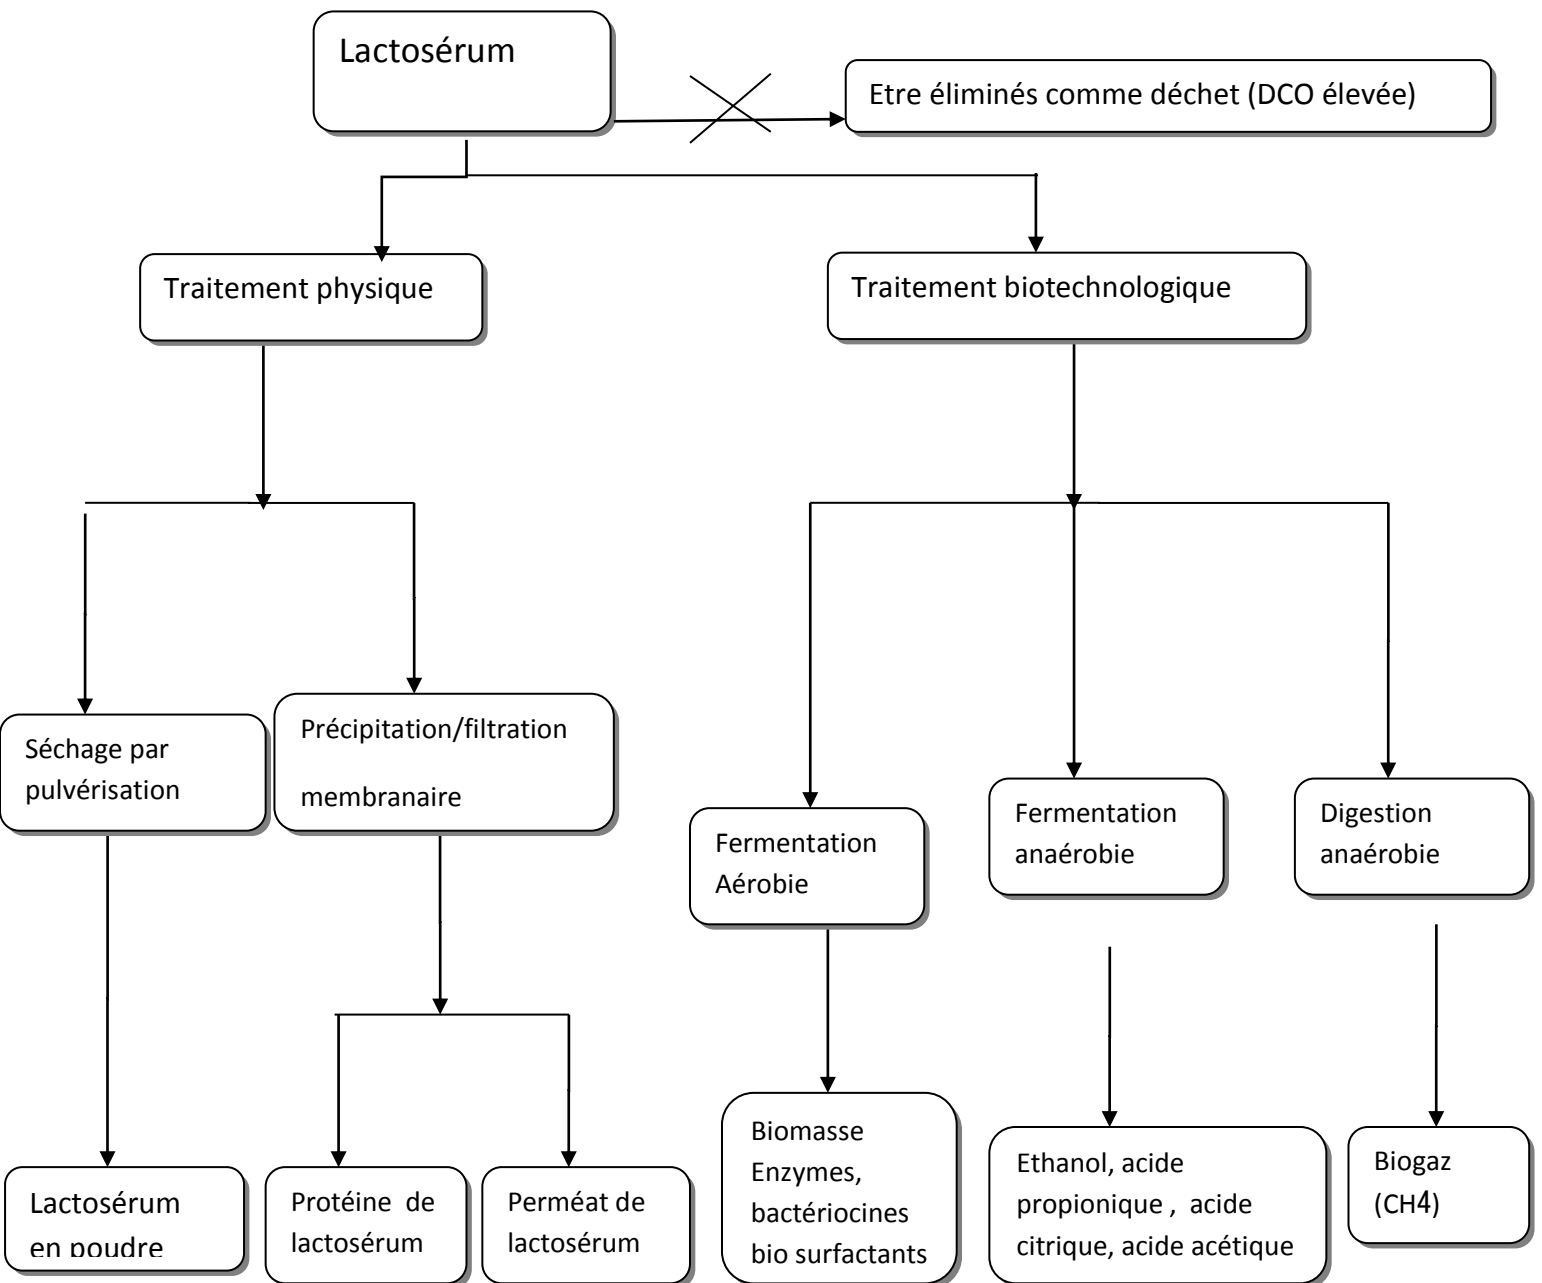 Lactosérum
Etre éliminés comme déchet (DCO élevée)
Traitement physique
Traitement biotechnologique
Séchage par
pulvérisation
Précipitation/filtration
membranaire
Fermentation
Aérobie
Fermentation
anaérobie
Digestion
anaérobie
Lactosérum
en poudre
Protéine de
lactosérum
Perméat de
lactosérum
Biomasse
Enzymes,
bactériocines
bio surfactants
Ethanol, acide
propionique , acide
citrique, acide acétique
Biogaz
(CH4)